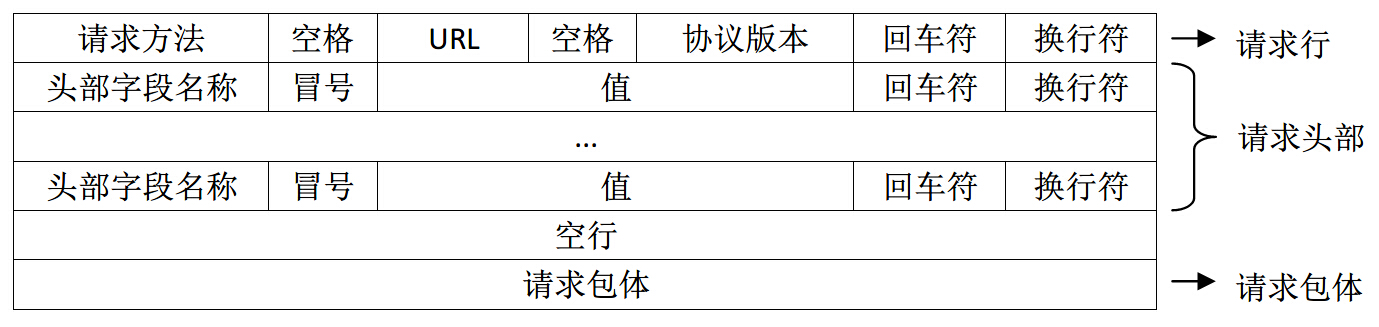 请求方法 空格 URL 空格 协议版本 回车符 换行符 请求行
头部字段名称 冒号 值 回车符 换行符
...
请求头部
头部字段名称 冒号 值 回车符 换行符
空行
请求包体 请求包体